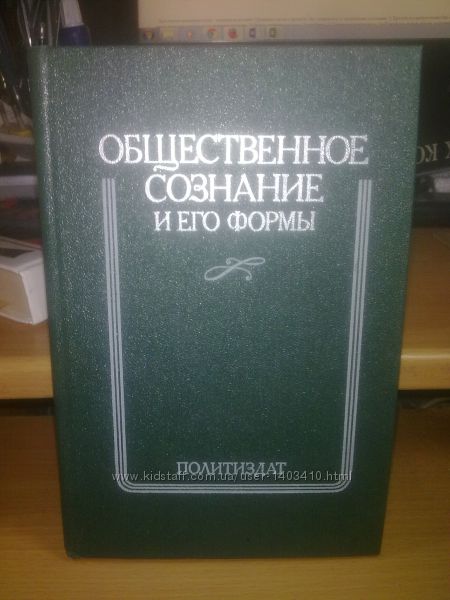 ОБЩЕСТВЕННОЕ
СОЗНАНИЕ
И ЕГО ФОРМЫ
ПОЛИТИЗДАТ
www.kidstaff.com.ua/user-1403410.html